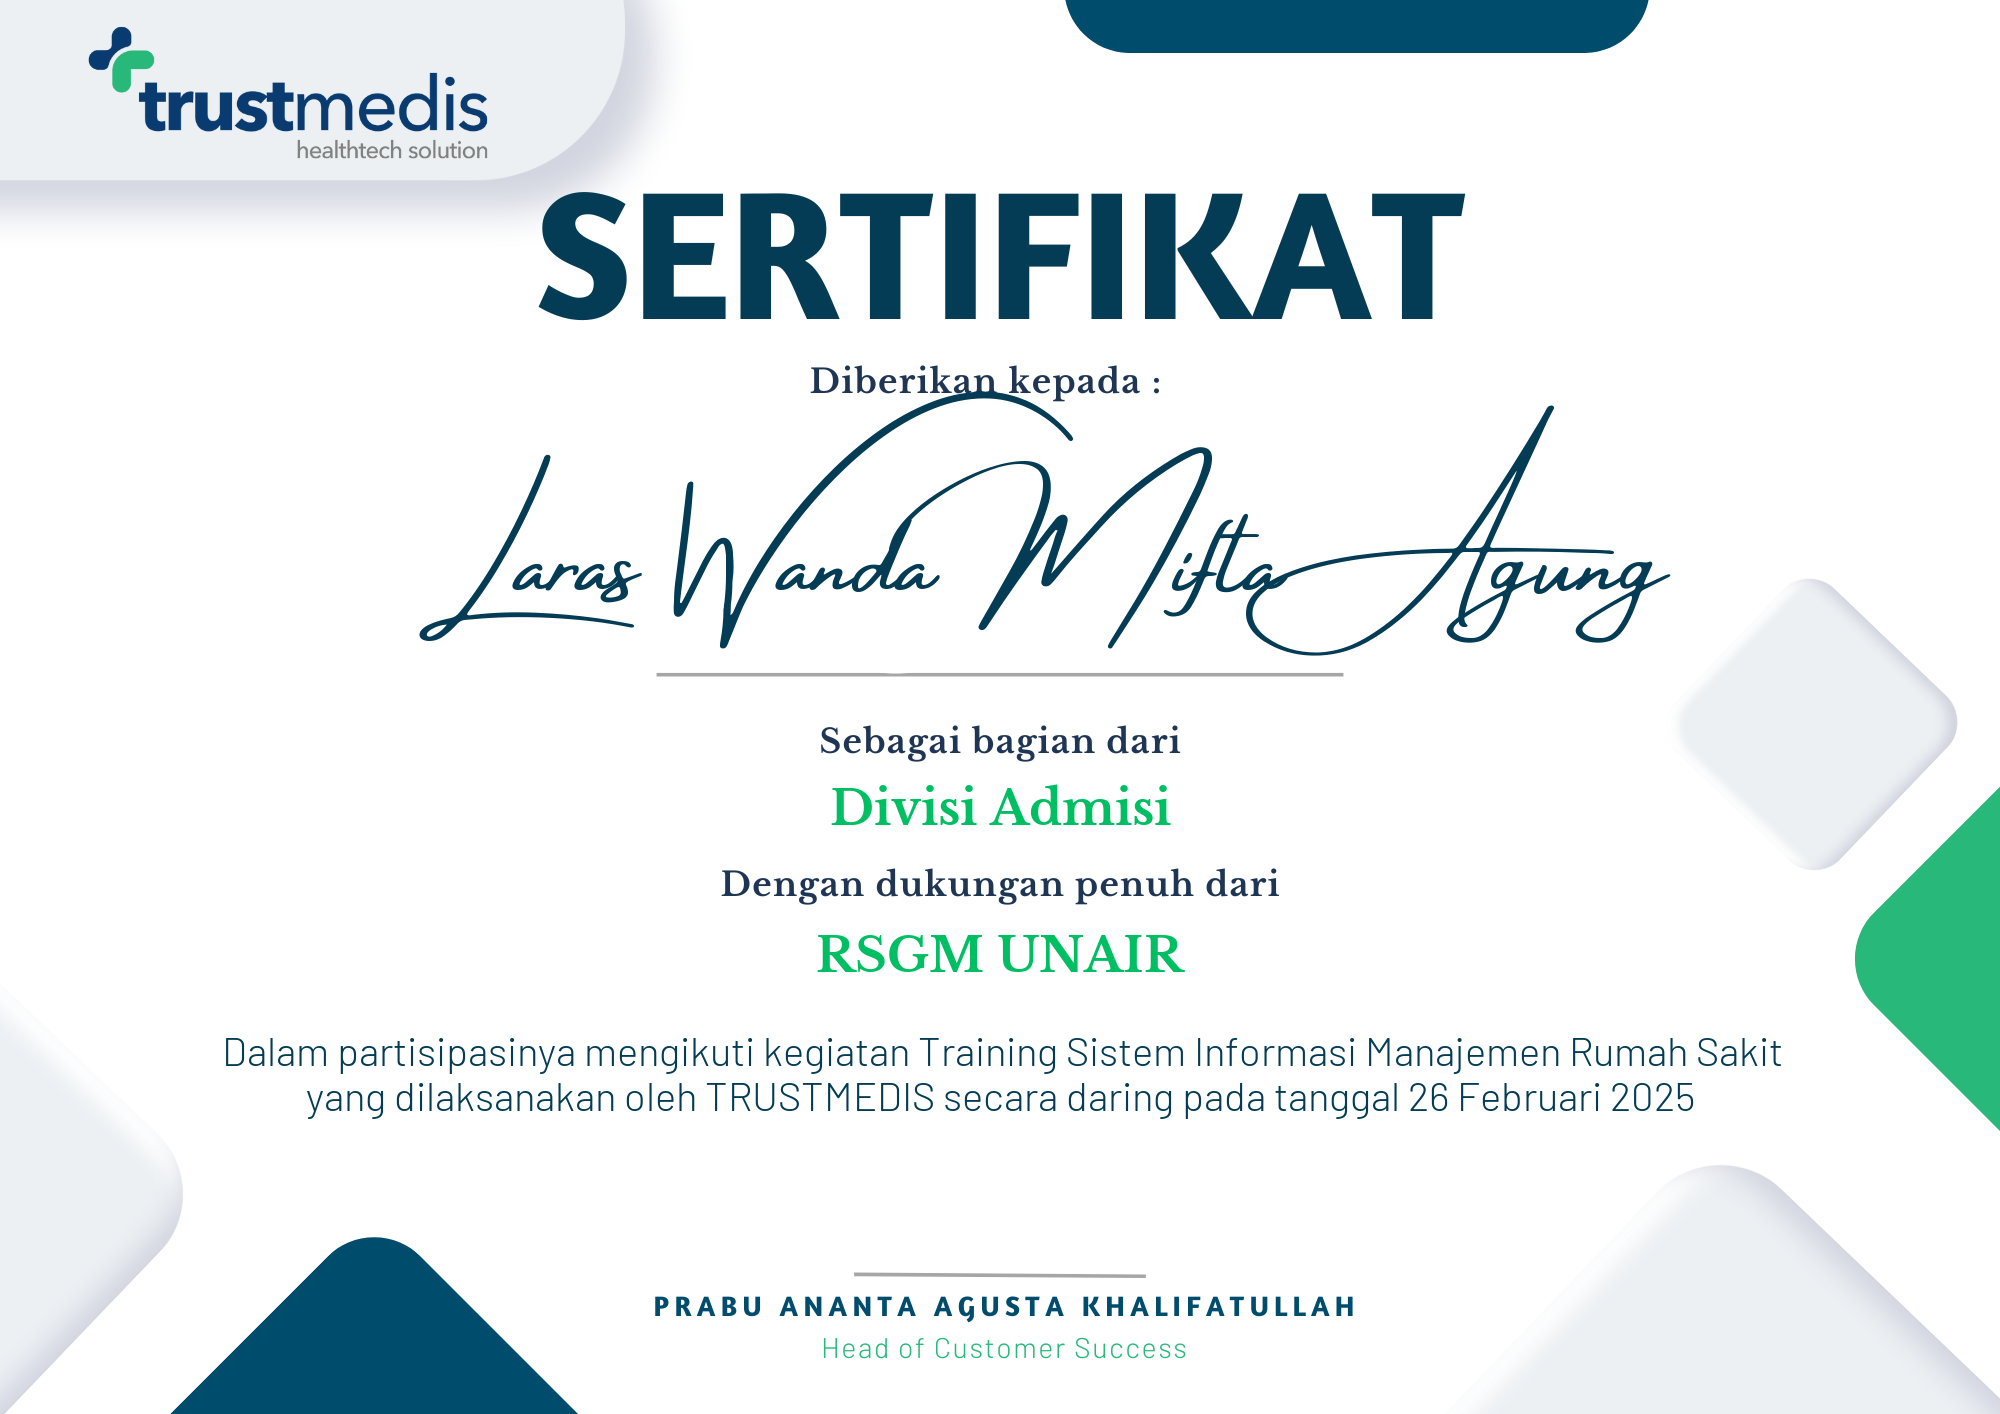 trustmedis
healthtech solution
SERTIFIKAT
Diberikan kepada :
Laras Wanda Mifta Agung
Sebagai bagian dari
Divisi Admisi
Dengan dukungan penuh dari
RSGM UNAIR
Dalam partisipasinya mengikuti kegiatan Training Sistem Informasi Manajemen Rumah Sakit
yang dilaksanakan oleh TRUSTMEDIS secara daring pada tanggal 26 Februari 2025
PRABU ANANTA AGUSTA KHALIFATULLAH
Head of Customer Success